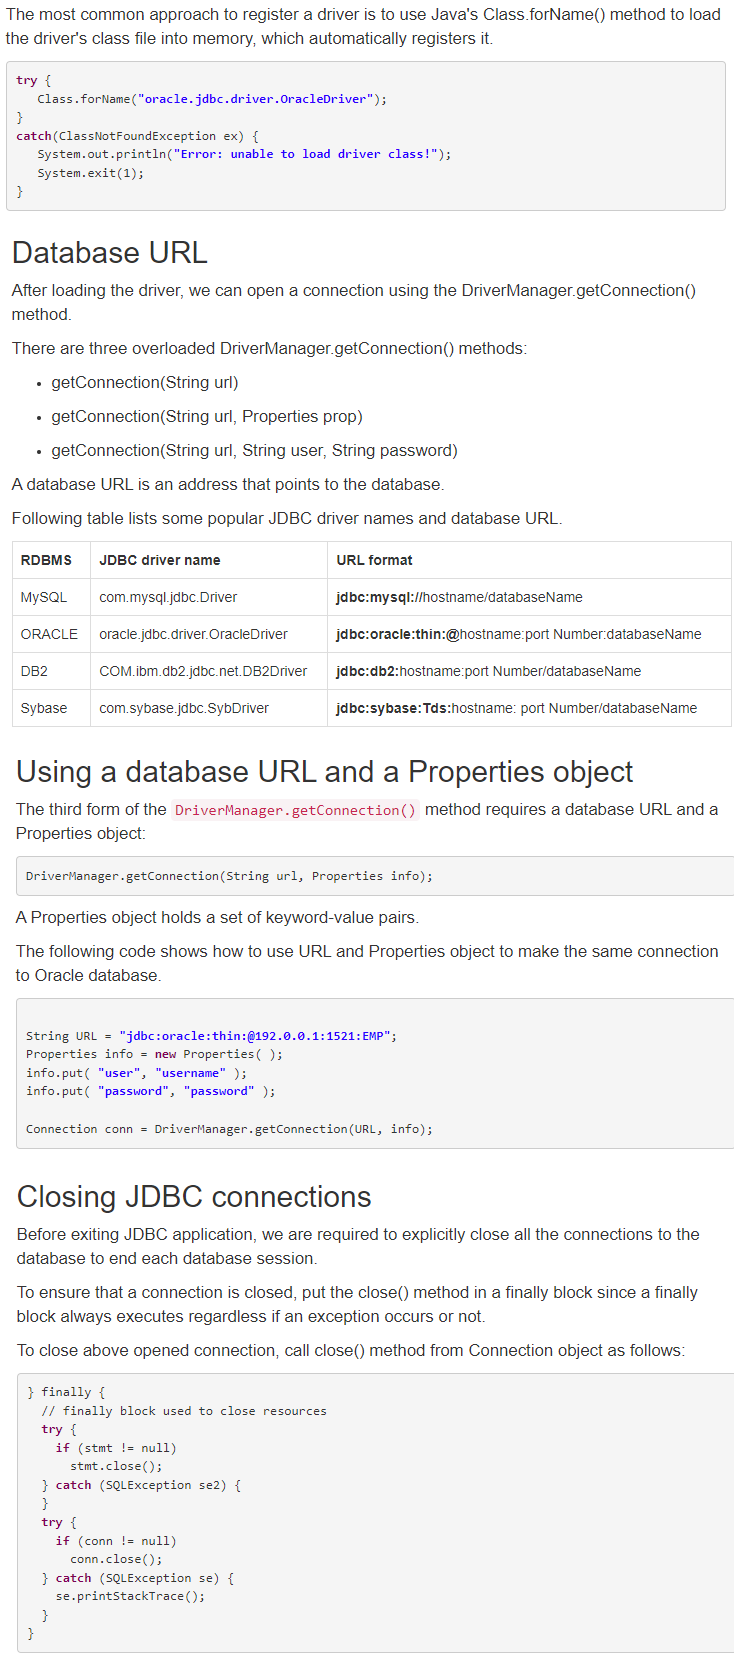 The most common approach to register a driver is to use Java's Class.forName() method to load
the driver's class file into memory, which automatically registers it.
try {
   Class.forName("oracle.jdbc.driver.OracleDriver");
}
catch(ClassNotFoundException ex) {
   System.out.println("Error: unable to load driver class!");
   System.exit(1);
}
Database URL
After loading the driver, we can open a connection using the DriverManager.getConnection()
method.
There are three overloaded DriverManager.getConnection() methods:
• getConnection(String url)
• getConnection(String url, Properties prop)
• getConnection(String url, String user, String password)
A database URL is an address that points to the database.
Following table lists some popular JDBC driver names and database URL.
RDBMS JDBC driver name URL format
MySQL com.mysql.jdbc.Driver jdbc:mysql://hostname/databaseName
ORACLE oracle.jdbc.driver.OracleDriver jdbc:oracle:thin:@hostname:port Number:databaseName
DB2 COM.ibm.db2.jdbc.net.DB2Driver jdbc:db2:hostname:port Number/databaseName
Sybase com.sybase.jdbc.SybDriver jdbc:sybase:Tds:hostname: port Number/databaseName
Using a database URL and a Properties object
The third form of the DriverManager.getConnection() method requires a database URL and a
Properties object:
DriverManager.getConnection(String url, Properties info);
A Properties object holds a set of keyword-value pairs.
The following code shows how to use URL and Properties object to make the same connection
to Oracle database.
String URL = "jdbc:oracle:thin:@192.0.0.1:1521:EMP";
Properties info = new Properties( );
info.put( "user", "username" );
info.put( "password", "password" );
Connection conn = DriverManager.getConnection(URL, info);
Closing JDBC connections
Before exiting JDBC application, we are required to explicitly close all the connections to the
database to end each database session.
To ensure that a connection is closed, put the close() method in a finally block since a finally
block always executes regardless if an exception occurs or not.
To close above opened connection, call close() method from Connection object as follows:
} finally {
  // finally block used to close resources
  try {
    if (stmt != null)
      stmt.close();
  } catch (SQLException se2) {
  }
  try {
    if (conn != null)
      conn.close();
  } catch (SQLException se) {
    se.printStackTrace();
  }
}